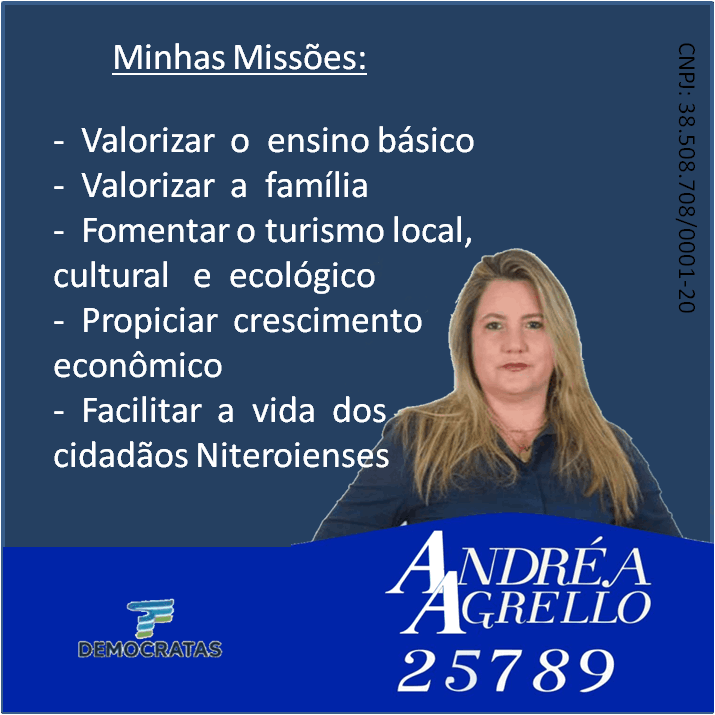 Minhas Missões:
- Valorizar o ensino básico
- Valorizar a família
- Fomentar o turismo local,
cultural e ecológico
- Propiciar crescimento
econômico
- Facilitar a vida dos
cidadãos Niteroienses
CNPJ: 38.508.708/0001-20
ANDRÉA
AGRELLO
25789
DEMOCRATAS